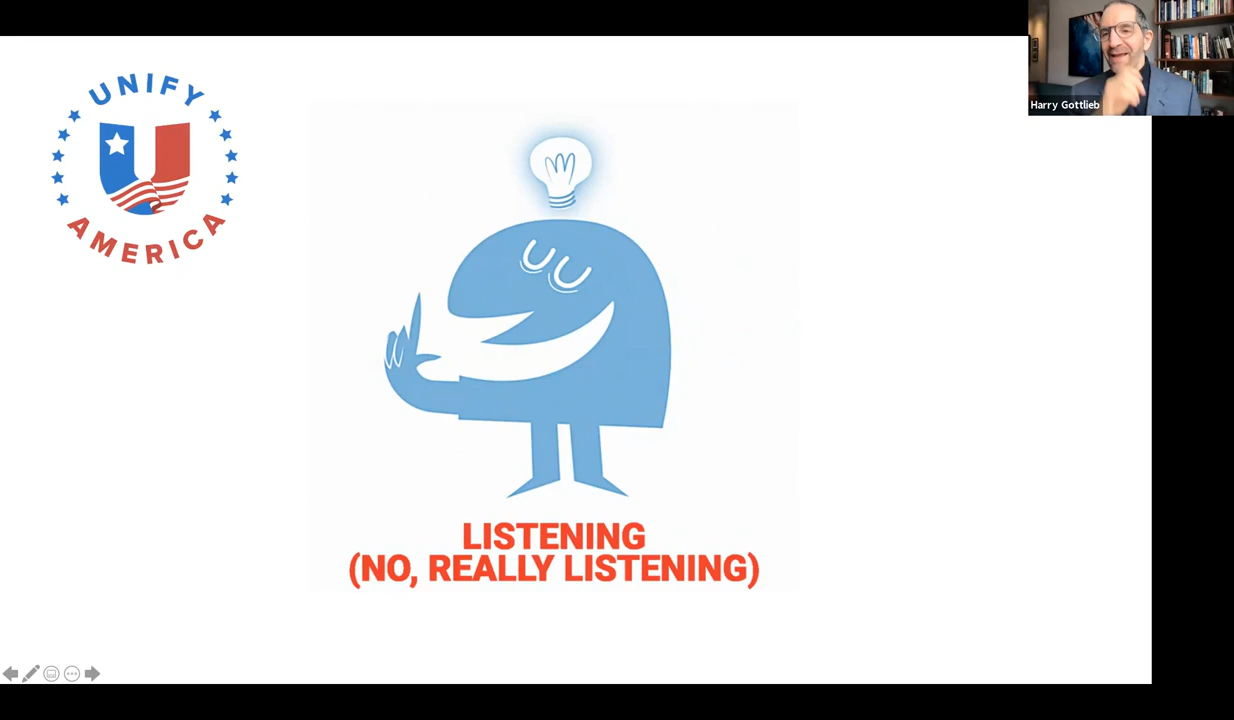 UNIFY
AMERICA
Harry Gottlieb
LISTENING
(NO, REALLY LISTENING)